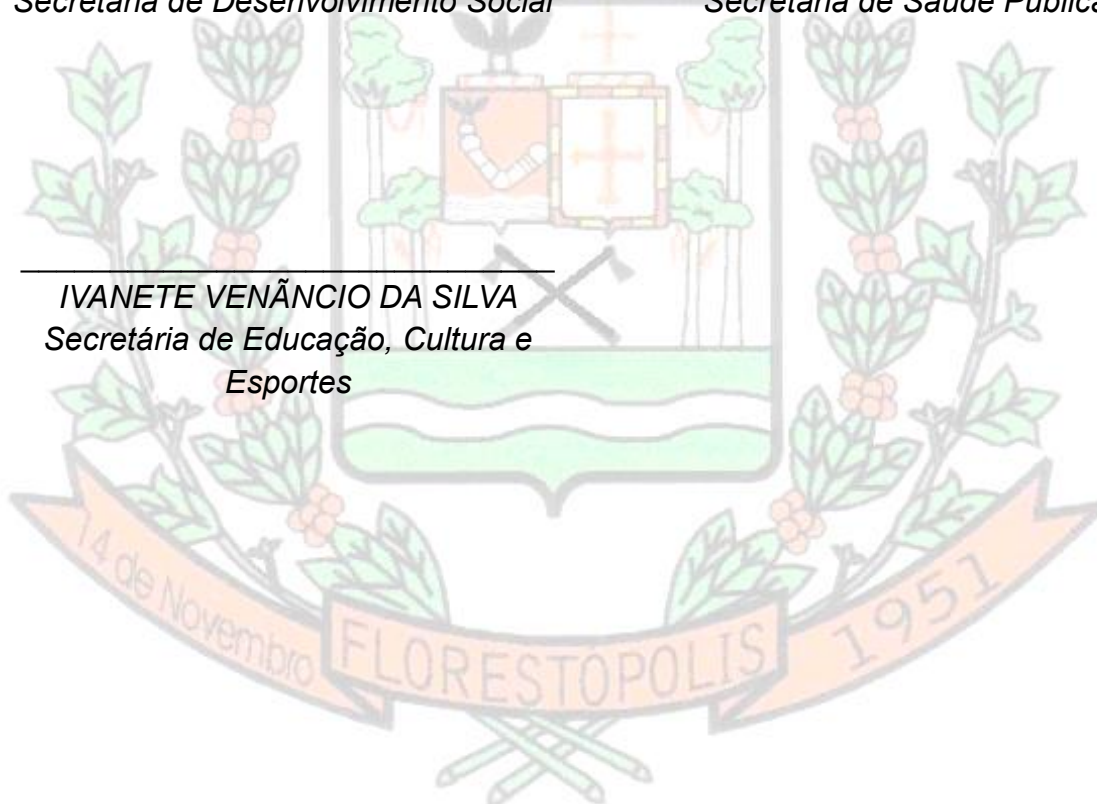 Secretária de Desenvolvimento Social
Secretária de Saúde Pública
IVANETE VENÃNCIO DA SILVA
Secretária de Educação, Cultura e
Esportes
14 de Novembro
FLORESTÓPOLIS
1951